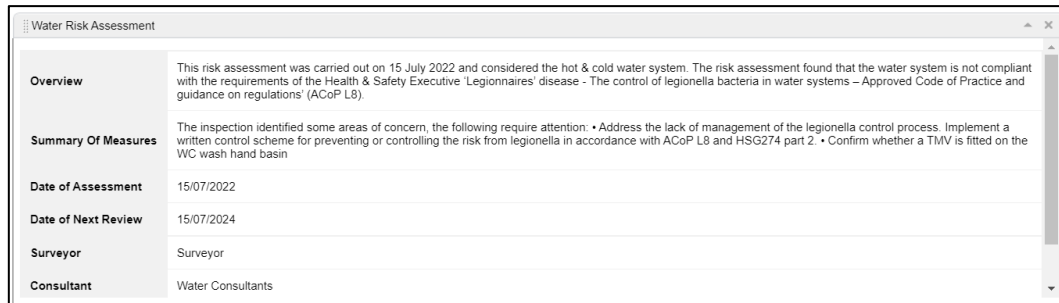 Water Risk Assessment
Overview
This risk assessment was carried out on 15 July 2022 and considered the hot & cold water system. The risk assessment found that the water system is not compliant
with the requirements of the Health & Safety Executive 'Legionnaires' disease - The control of legionella bacteria in water systems – Approved Code of Practice and
guidance on regulations' (ACoP L8).
Summary Of Measures
The inspection identified some areas of concern, the following require attention: • Address the lack of management of the legionella control process. Implement a
written control scheme for preventing or controlling the risk from legionella in accordance with ACoP L8 and HSG274 part 2. • Confirm whether a TMV is fitted on the
WC wash hand basin
Date of Assessment
15/07/2022
Date of Next Review
15/07/2024
Surveyor
Surveyor
Consultant
Water Consultants